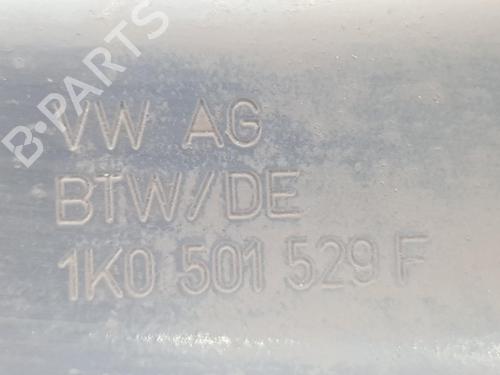 B-PARTS
VW AG
BTW/DE
1K0 501 529 F